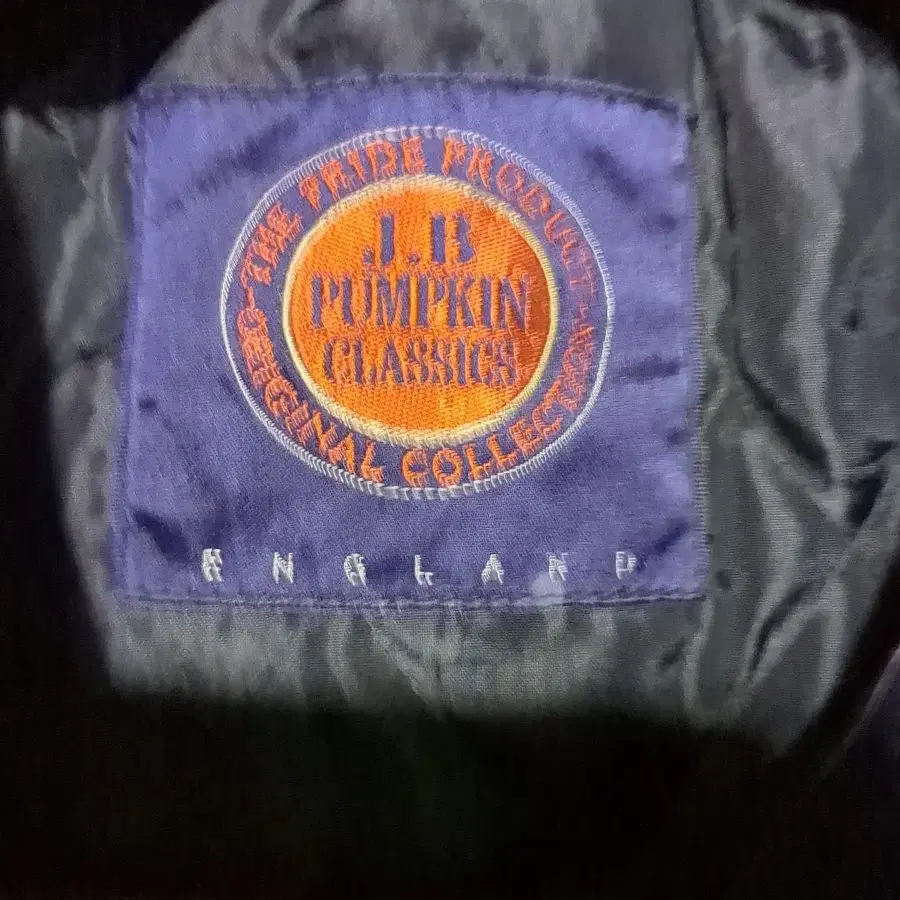 THE PRIDE PRODUCT
J.B
PUMPKIN
CLASSICS
ORIGINAL COLLECTION
ENGLAND